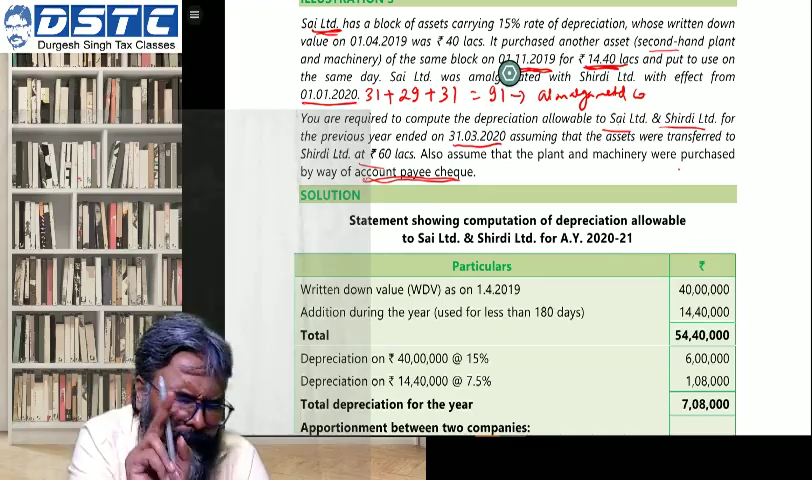 DSTC
Durgesh Singh Tax Classes
Sai Ltd. has a block of assets carrying 15% rate of depreciation, whose written down
value on 01.04.2019 was ₹ 40 lacs. It purchased another asset (second-hand plant
and machinery) of the same block on 01.11.2019 for ₹ 14.40 lacs and put to use on
the same day. Sai Ltd. was amalgamated with Shirdi Ltd. with effect from
01.01.2020. 31+29+31 = 91 →
You are required to compute the depreciation allowable to Sai Ltd. & Shirdi Ltd. for
the previous year ended on 31.03.2020 assuming that the assets were transferred to
Shirdi Ltd. at ₹ 60 lacs. Also assume that the plant and machinery were purchased
by way of account payee cheque.
SOLUTION
Statement showing computation of depreciation allowable
to Sai Ltd. & Shirdi Ltd. for A.Y. 2020-21
Particulars ₹
Written down value (WDV) as on 1.4.2019 40,00,000
Addition during the year (used for less than 180 days) 14,40,000
Total 54,40,000
Depreciation on ₹ 40,00,000 @ 15% 6,00,000
Depreciation on ₹ 14,40,000 @ 7.5% 1,08,000
Total depreciation for the year 7,08,000
Apportionment between two companies: